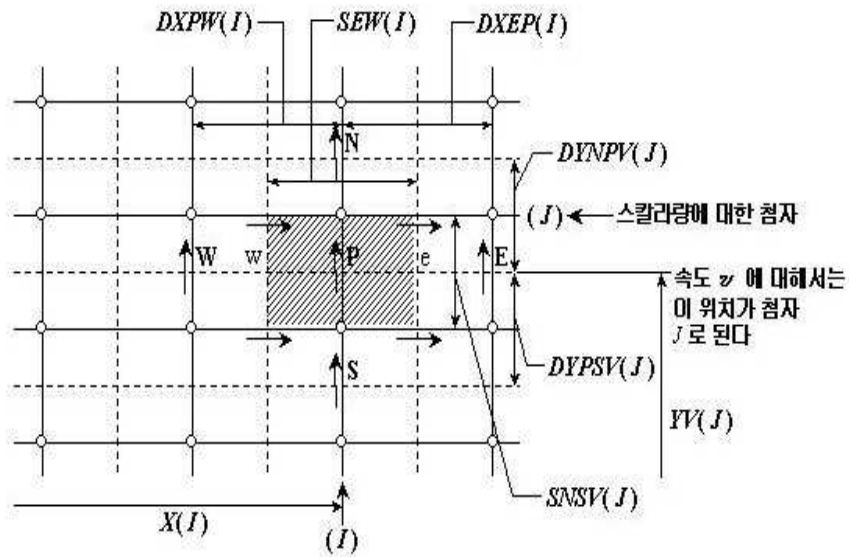 DXPW(I) SEW(I) DXEP(I)
N
DYNPV(J)
(J) 스칼라량에 대한 첨자
W w P e E
속도 v 에 대해서는
이 위치가 첨자
J 로 된다
S
DYPSV(J)
YV(J)
SNSV(J)
X(I)
(I)